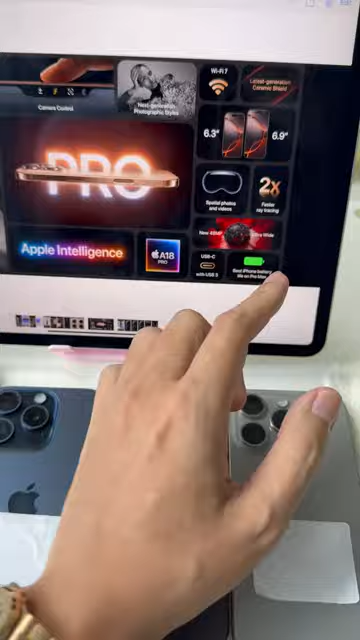 Camera Control
Next-generation
Photographic Styles
Wi-Fi 7
Latest-generation
Ceramic Shield
6.3"
6.9"
PRO
Spatial photos
and videos
2x
Faster
ray tracing
New 48MP
Ultra Wide
Apple Intelligence
A18
PRO
USB-C
with USB 3
Best iPhone battery
life on Pro Max